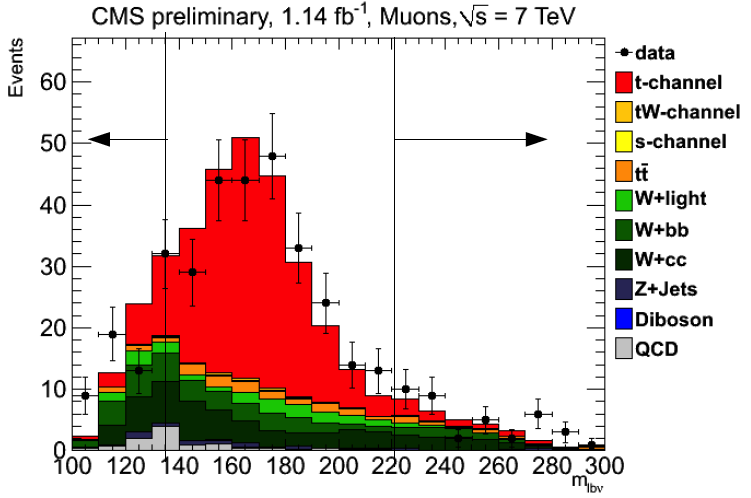 CMS preliminary, 1.14 fb⁻¹, Muons, √s = 7 TeV
Events
60
50
40
30
20
10
0
100 120 140 160 180 200 220 240 260 280 300
m_lbν
data
t-channel
tW-channel
s-channel
tt̄
W+light
W+bb
W+cc
Z+Jets
Diboson
QCD